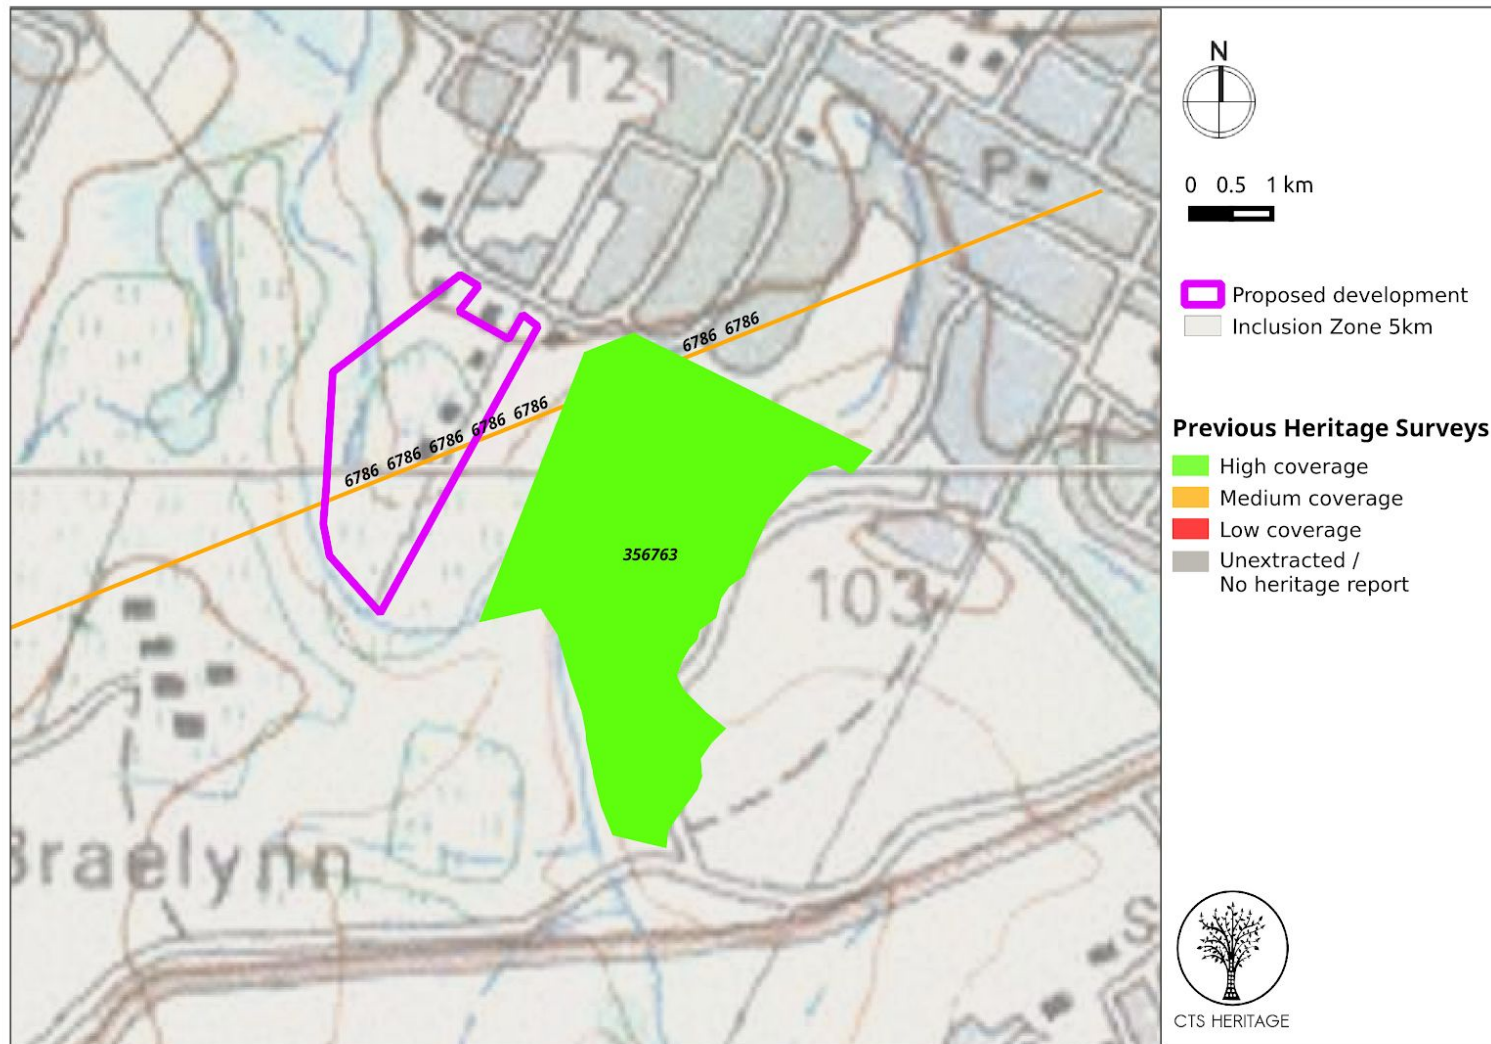 121
P
6786 6786
6786 6786 6786 6786 6786
356763
103
Braelynn
S
N
0 0.5 1 km
Proposed development
Inclusion Zone 5km
Previous Heritage Surveys
High coverage
Medium coverage
Low coverage
Unextracted /
No heritage report
CTS HERITAGE